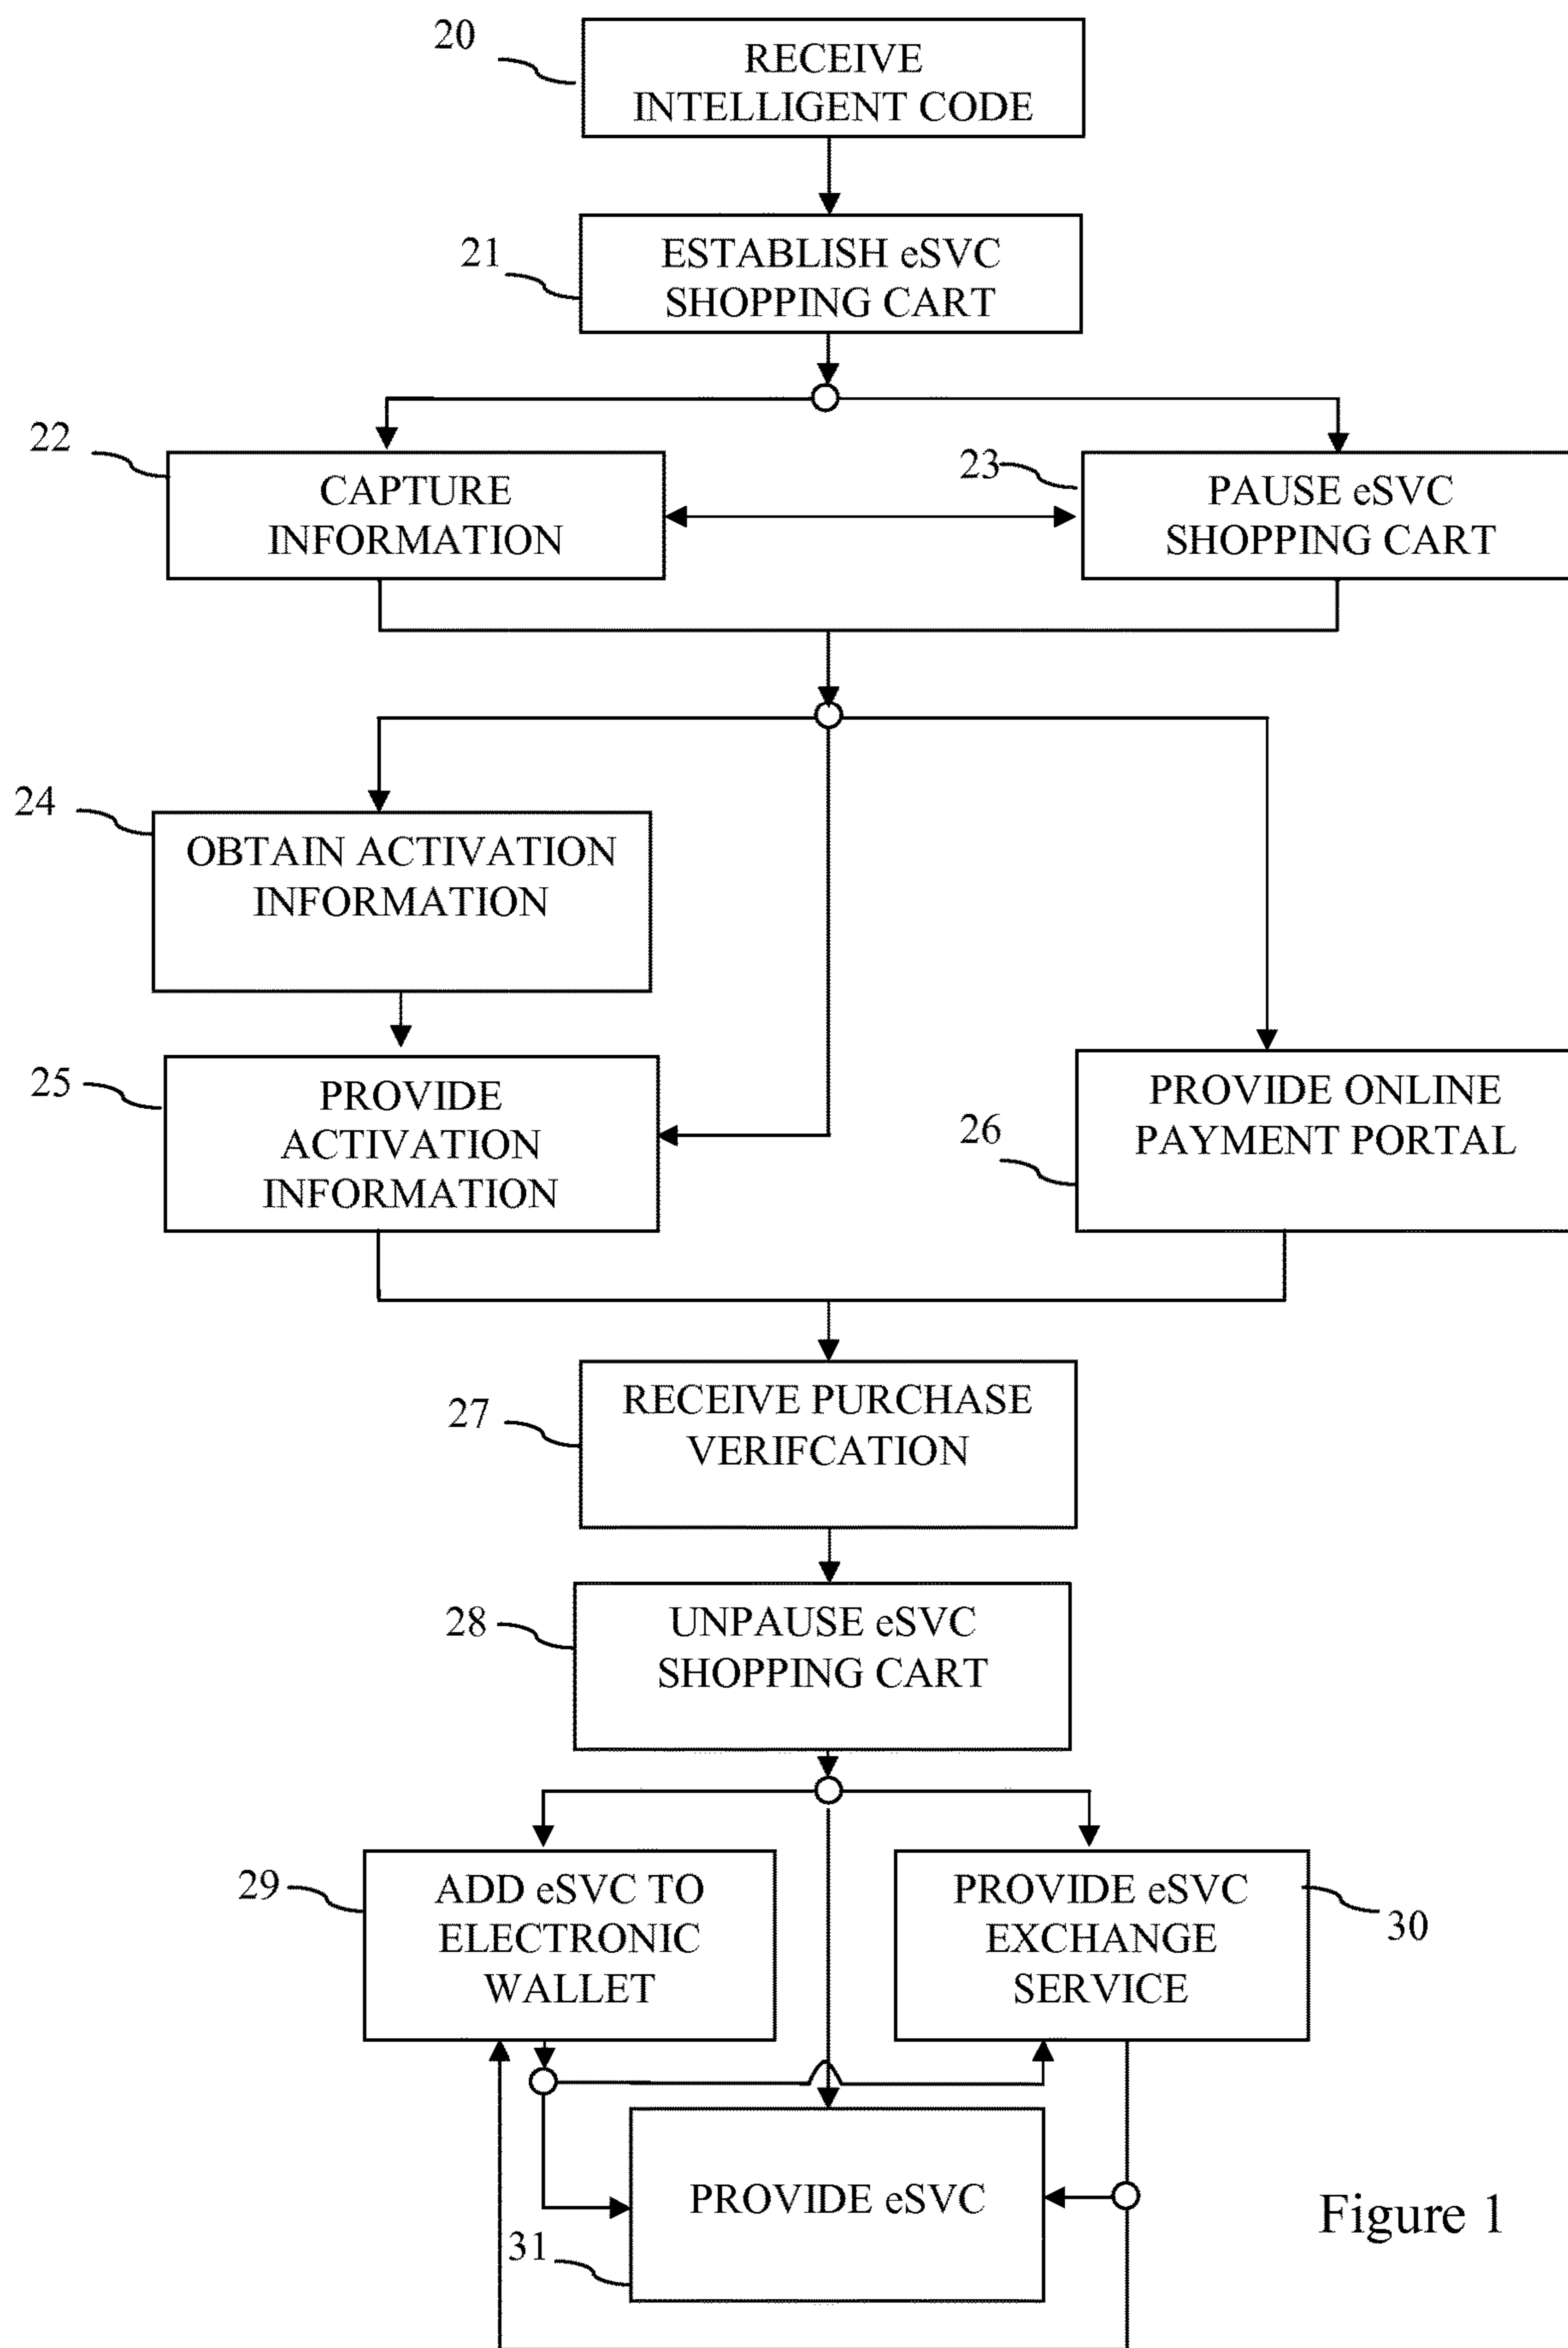 20
RECEIVE
INTELLIGENT CODE
21
ESTABLISH eSVC
SHOPPING CART
22
CAPTURE
INFORMATION
23
PAUSE eSVC
SHOPPING CART
24
OBTAIN ACTIVATION
INFORMATION
25
PROVIDE
ACTIVATION
INFORMATION
26
PROVIDE ONLINE
PAYMENT PORTAL
27
RECEIVE PURCHASE
VERIFCATION
28
UNPAUSE eSVC
SHOPPING CART
29
ADD eSVC TO
ELECTRONIC
WALLET
PROVIDE eSVC
EXCHANGE
SERVICE
30
PROVIDE eSVC
31
Figure 1